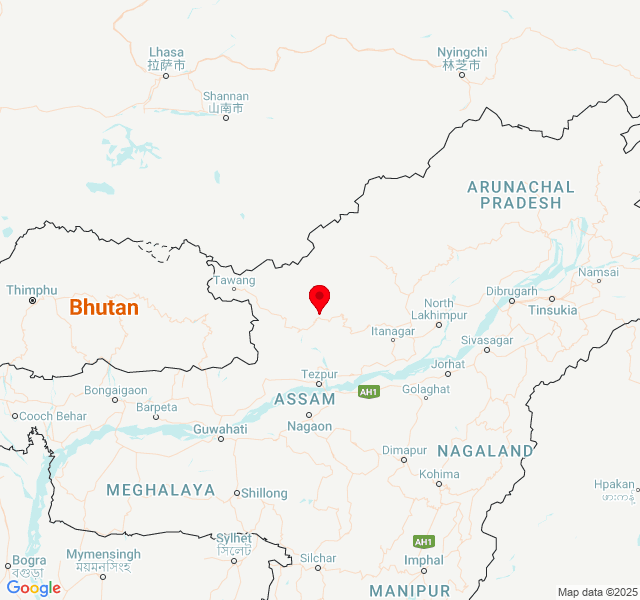 Lhasa
拉萨市
Nyingchi
林芝市
Shannan
山南市
ARUNACHAL
PRADESH
Tawang
Namsai
Thimphu
Bhutan
Dibrugarh
North
Lakhimpur
Tinsukia
Itanagar
Sivasagar
Tezpur
Jorhat
Bongaigaon
AH1
Golaghat
ASSAM
Cooch Behar
Barpeta
Nagaon
Guwahati
Dimapur
NAGALAND
Kohima
Hpakan
ဖားကန့်
MEGHALAYA
Shillong
Sylhet
সিলেট
AH1
Bogra
বগুড়া
Mymensingh
ময়মনসিংহ
Silchar
Imphal
MANIPUR
Google
Map data ©2025